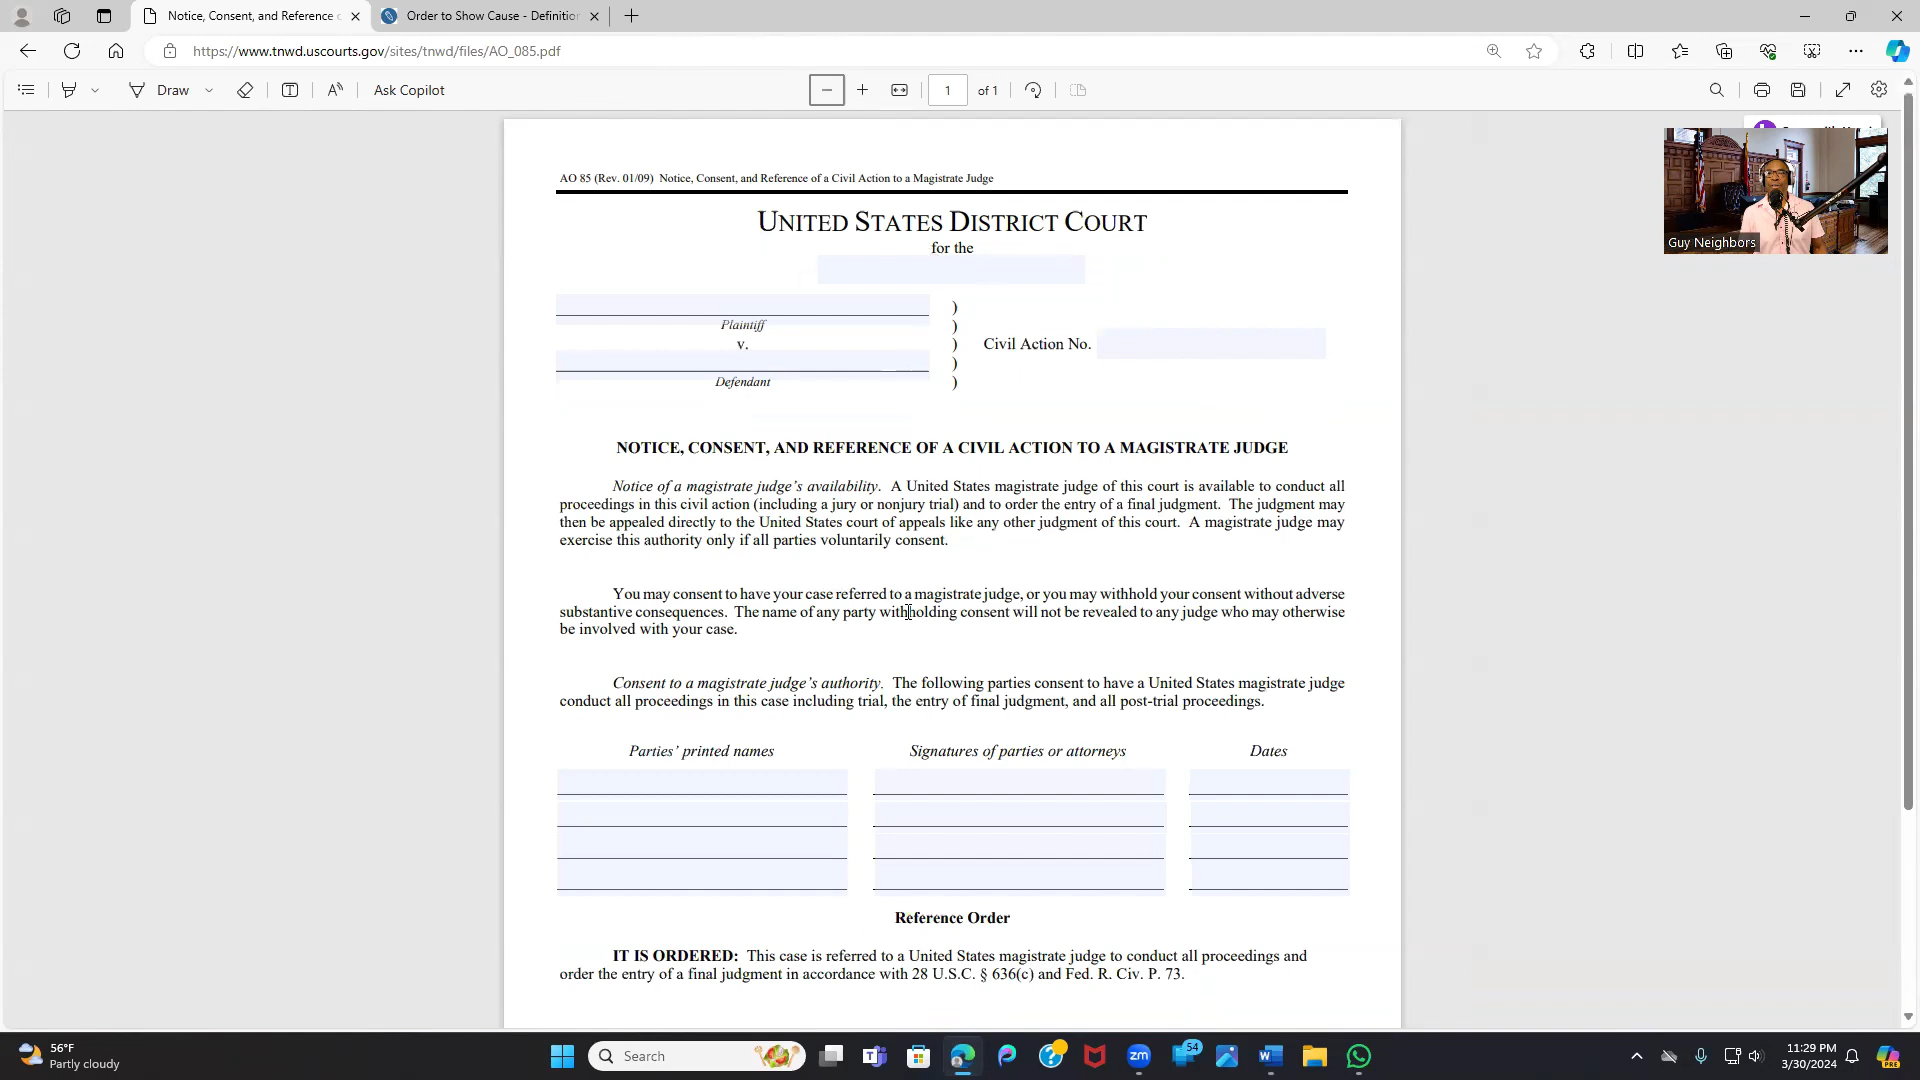 Notice, Consent, and Reference o
Order to Show Cause - Definition
https://www.tnwd.uscourts.gov/sites/tnwd/files/AO_085.pdf
Draw
Ask Copilot
1
of 1
Guy Neighbors
AO 85 (Rev. 01/09) Notice, Consent, and Reference of a Civil Action to a Magistrate Judge
UNITED STATES DISTRICT COURT
for the
)
Plaintiff
)
v.
)
Civil Action No.
)
Defendant
)
NOTICE, CONSENT, AND REFERENCE OF A CIVIL ACTION TO A MAGISTRATE JUDGE
Notice of a magistrate judge’s availability. A United States magistrate judge of this court is available to conduct all
proceedings in this civil action (including a jury or nonjury trial) and to order the entry of a final judgment. The judgment may
then be appealed directly to the United States court of appeals like any other judgment of this court. A magistrate judge may
exercise this authority only if all parties voluntarily consent.
You may consent to have your case referred to a magistrate judge, or you may withhold your consent without adverse
substantive consequences. The name of any party withholding consent will not be revealed to any judge who may otherwise
be involved with your case.
Consent to a magistrate judge’s authority. The following parties consent to have a United States magistrate judge
conduct all proceedings in this case including trial, the entry of final judgment, and all post-trial proceedings.
Parties’ printed names
Signatures of parties or attorneys
Dates
Reference Order
IT IS ORDERED: This case is referred to a United States magistrate judge to conduct all proceedings and
order the entry of a final judgment in accordance with 28 U.S.C. § 636(c) and Fed. R. Civ. P. 73.
56°F
Partly cloudy
Search
zm
54
11:29 PM
3/30/2024
PRE